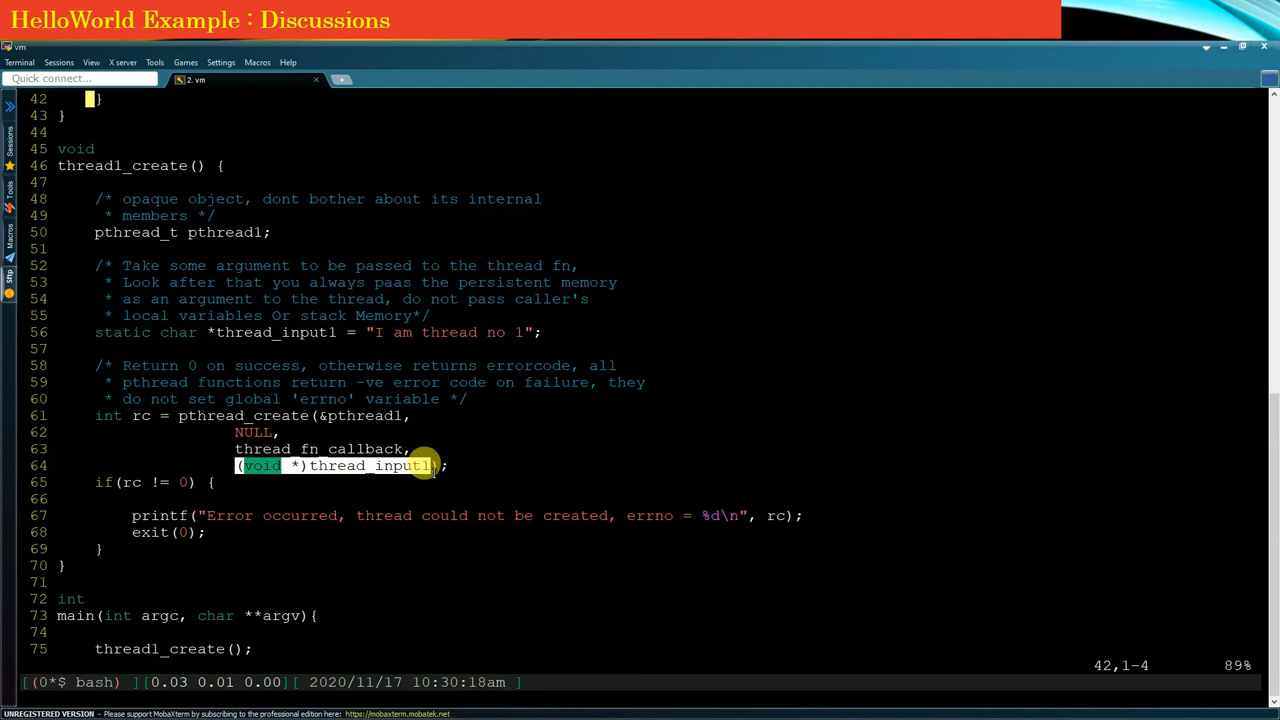 HelloWorld Example : Discussions
vm
Terminal Sessions View X server Tools Games Settings Macros Help
Quick connect... 2. vm
Sessions
Tools
Macros
Sftp
42 }
43 }
44
45 void
46 thread1_create() {
47
48 /* opaque object, dont bother about its internal
49 * members */
50 pthread_t pthread1;
51
52 /* Take some argument to be passed to the thread fn,
53 * Look after that you always paas the persistent memory
54 * as an argument to the thread, do not pass caller's
55 * local variables Or stack Memory*/
56 static char *thread_input1 = "I am thread no 1";
57
58 /* Return 0 on success, otherwise returns errorcode, all
59 * pthread functions return -ve error code on failure, they
60 * do not set global 'errno' variable */
61 int rc = pthread_create(&pthread1,
62 NULL,
63 thread_fn_callback,
64 (void *)thread_input1);
65 if(rc != 0) {
66
67 printf("Error occurred, thread could not be created, errno = %d\n", rc);
68 exit(0);
69 }
70 }
71
72 int
73 main(int argc, char **argv){
74
75 thread1_create();
42,1-4 89%
[(0*$ bash) ][0.03 0.01 0.00][ 2020/11/17 10:30:18am ]
UNREGISTERED VERSION - Please support MobaXterm by subscribing to the professional edition here: https://mobaxterm.mobatek.net